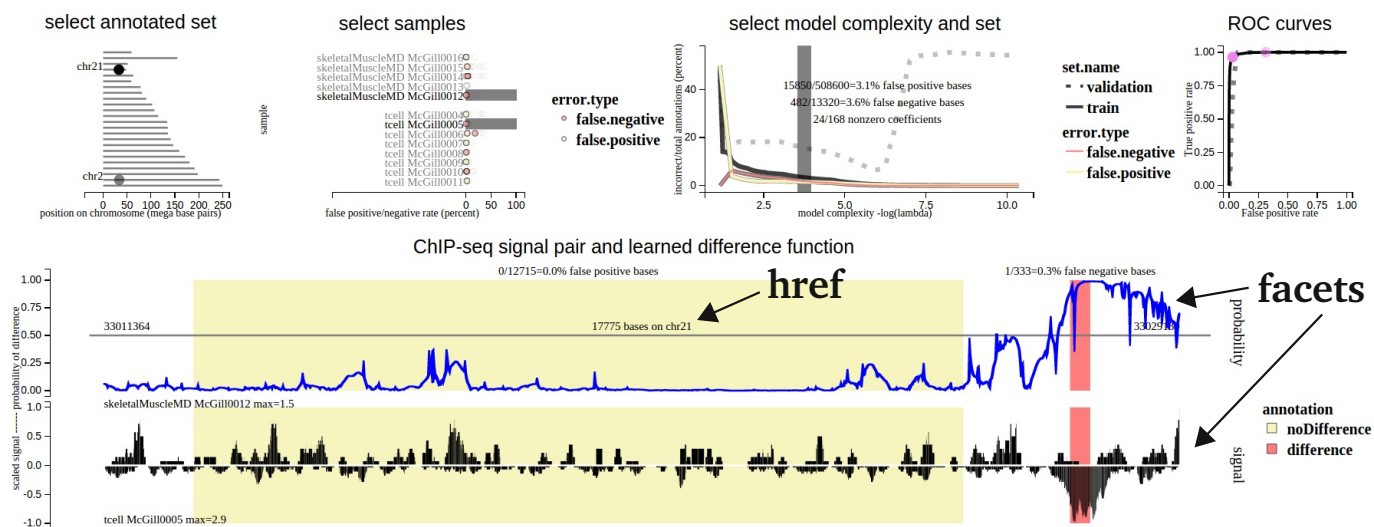 select annotated set
chr21
chr2
0 50 100 150 200 250
position on chromosome (mega base pairs)
select samples
sample
skeletalMuscleMD McGill0016
skeletalMuscleMD McGill0015
skeletalMuscleMD McGill0014
skeletalMuscleMD McGill0013
skeletalMuscleMD McGill0012
tcell McGill0004
tcell McGill0005
tcell McGill0006
tcell McGill0007
tcell McGill0008
tcell McGill0009
tcell McGill0010
tcell McGill0011
0 50 100
false positive/negative rate (percent)
error.type
false.negative
false.positive
select model complexity and set
incorrect/total annotations (percent)
40
20
0
15850/508600=3.1% false positive bases
482/13320=3.6% false negative bases
24/168 nonzero coefficients
2.5 5.0 7.5 10.0
model complexity -log(lambda)
set.name
validation
train
error.type
false.negative
false.positive
ROC curves
True positive rate
1.00
0.75
0.50
0.25
0.00
0.00 0.25 0.50 0.75 1.00
False positive rate
ChIP-seq signal pair and learned difference function
0/12715=0.0% false positive bases
1/333=0.3% false negative bases
href
facets
scaled signal ------ probability of difference
1.00
0.75
0.50
0.25
0.00
33011364
17775 bases on chr21
probability
skeletalMuscleMD McGill0012 max=1.5
1.0
0.5
0.0
-0.5
-1.0
signal
tcell McGill0005 max=2.9
annotation
noDifference
difference